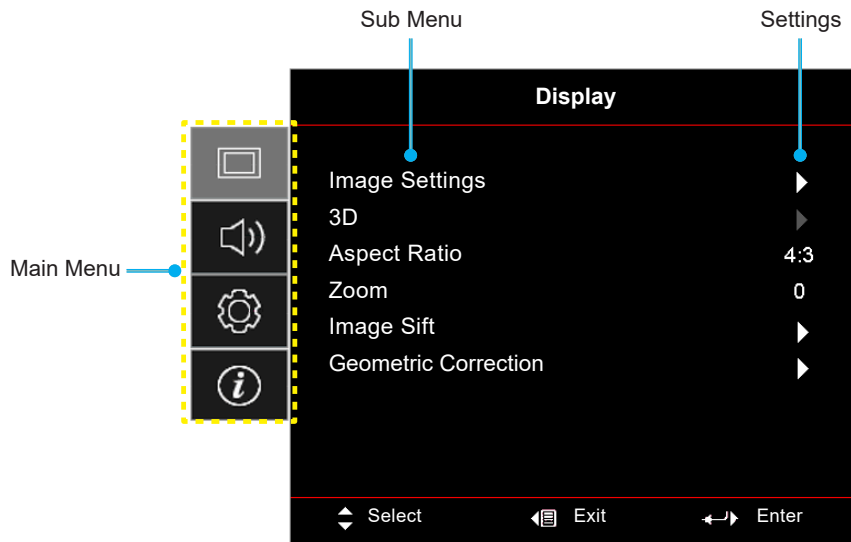 Sub Menu Settings
Display
Image Settings
3D
Aspect Ratio 4:3
Main Menu
Zoom 0
Image Sift
Geometric Correction
Select Exit Enter